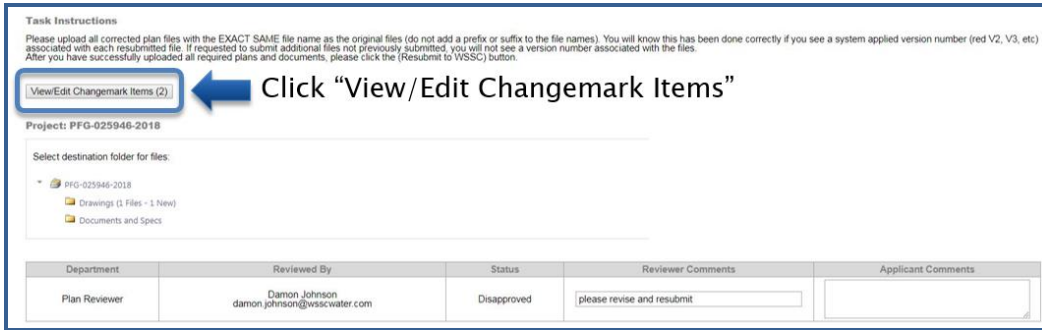 Task Instructions
Please upload all corrected plan files with the EXACT SAME file name as the original files (do not add a prefix or suffix to the file names). You will know this has been done correctly if you see a system applied version number (red V2, V3, etc)
associated with each resubmitted file. If requested to submit additional files not previously submitted, you will not see a version number associated with the files.
After you have successfully uploaded all required plans and documents, please click the (Resubmit to WSSC) button.
View/Edit Changemark Items (2)
Click “View/Edit Changemark Items”
Project: PFG-025946-2018
Select destination folder for files:
PFG-025946-2018
Drawings (1 Files - 1 New)
Documents and Specs
Department Reviewed By Status Reviewer Comments Applicant Comments
Plan Reviewer Damon Johnson Disapproved please revise and resubmit
damon.johnson@wsscwater.com